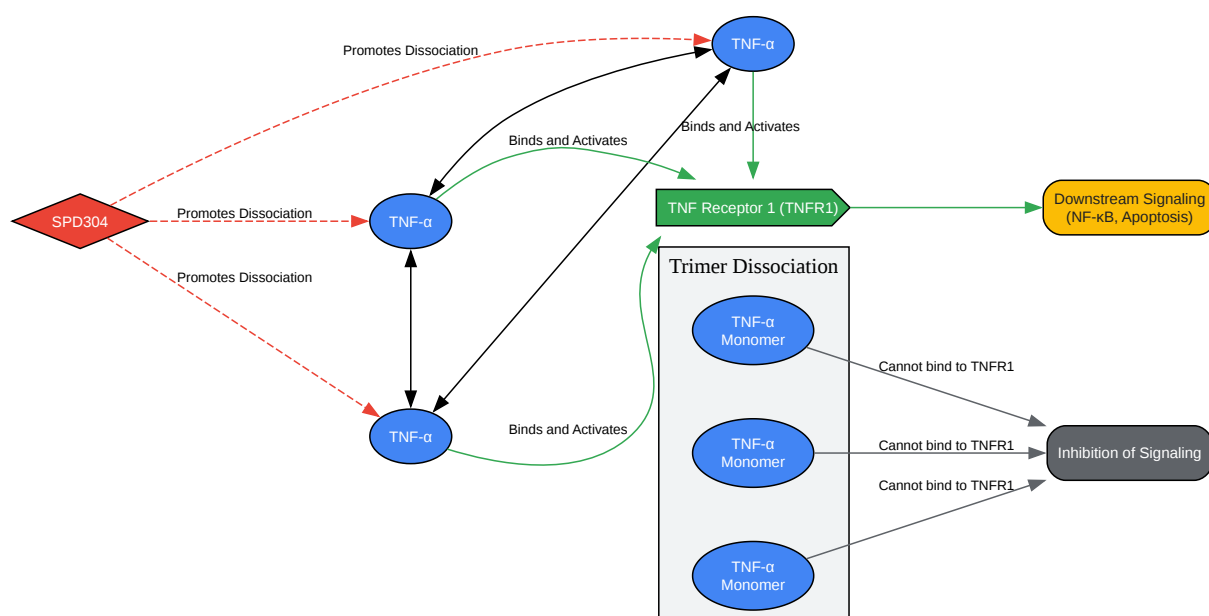 TNF-α
Promotes Dissociation
Binds and Activates
Binds and Activates
SPD304
Promotes Dissociation
TNF-α
TNF Receptor 1 (TNFR1)
Downstream Signaling
(NF-κB, Apoptosis)
Promotes Dissociation
Trimer Dissociation
TNF-α
Monomer
Cannot bind to TNFR1
TNF-α
Binds and Activates
TNF-α
Monomer
Cannot bind to TNFR1
Inhibition of Signaling
Cannot bind to TNFR1
TNF-α
Monomer